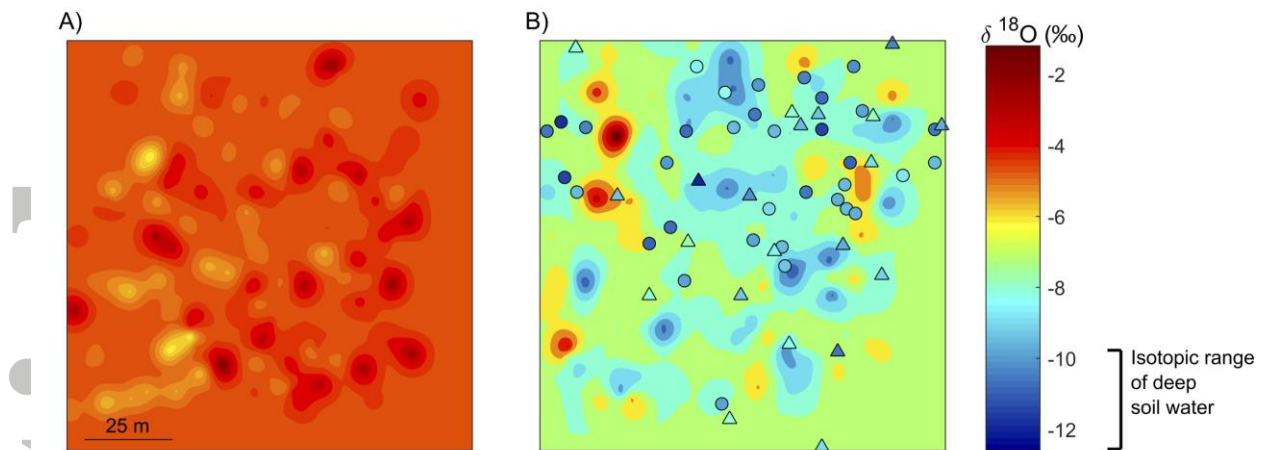 A)
B)
δ ¹⁸O (‰)
-2
-4
-6
-8
-10
-12
Isotopic range
of deep
soil water
25 m